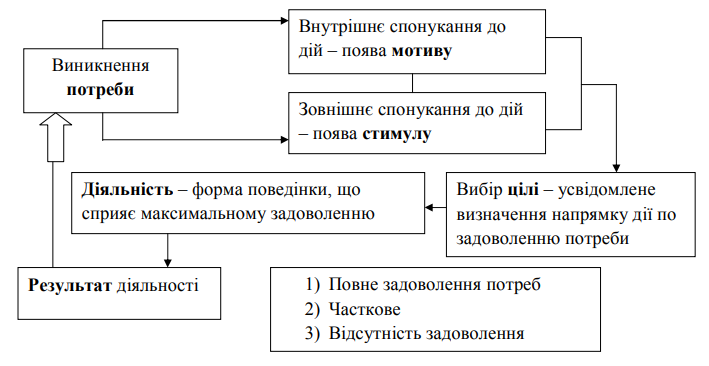 Виникнення
потреби
Внутрішнє спонукання до
дій – поява мотиву
Зовнішнє спонукання до дій
– поява стимулу
Вибір цілі – усвідомлене
визначення напрямку дії по
задоволенню потреби
Діяльність – форма поведінки, що
сприяє максимальному задоволенню
Результат діяльності
1) Повне задоволення потреб
2) Часткове
3) Відсутність задоволення